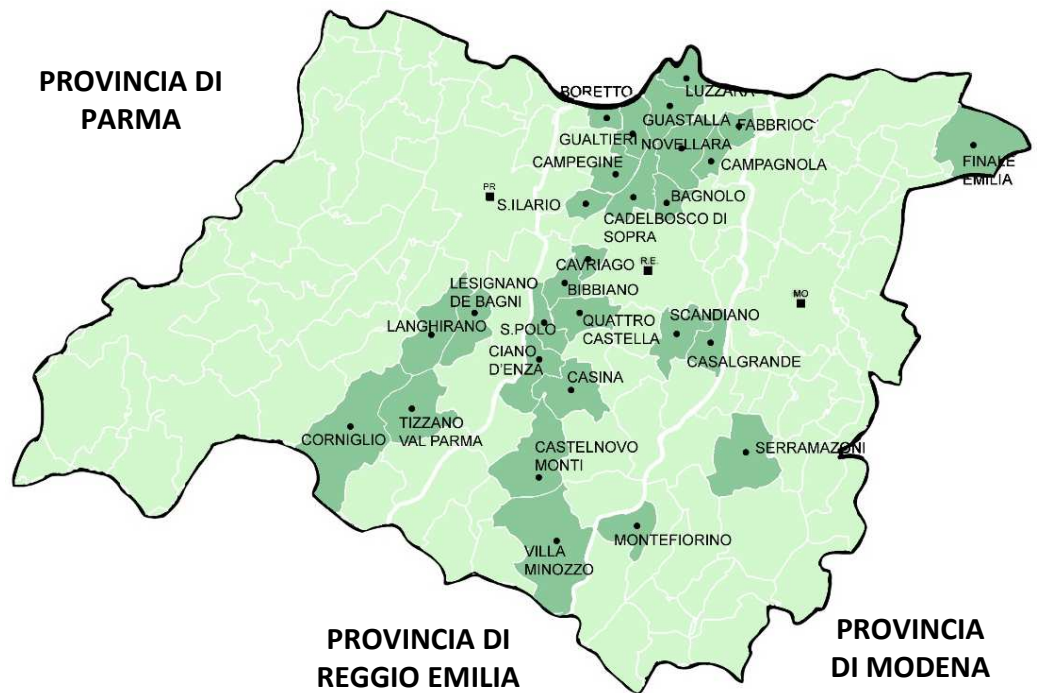 PROVINCIA DI
PARMA
BORETTO
LUZZARA
GUASTALLA
FABBRIOC'
GUALTIERI
NOVELLARA
CAMPEGINE
CAMPAGNOLA
FINALE
EMILIA
PR
S.ILARIO
BAGNOLO
CADELBOSCO DI
SOPRA
CAVRIAGO
R.E.
BIBBIANO
LESIGNANO
DE BAGNI
MO
LANGHIRANO
S.POLO
QUATTRO
CASTELLA
SCANDIANO
CIANO
D'ENZA
CASALGRANDE
CASINA
TIZZANO
VAL PARMA
CORNIGLIO
CASTELNOVO
MONTI
SERRAMAZONI
MONTEFIORINO
VILLA
MINOZZO
PROVINCIA DI
REGGIO EMILIA
PROVINCIA
DI MODENA